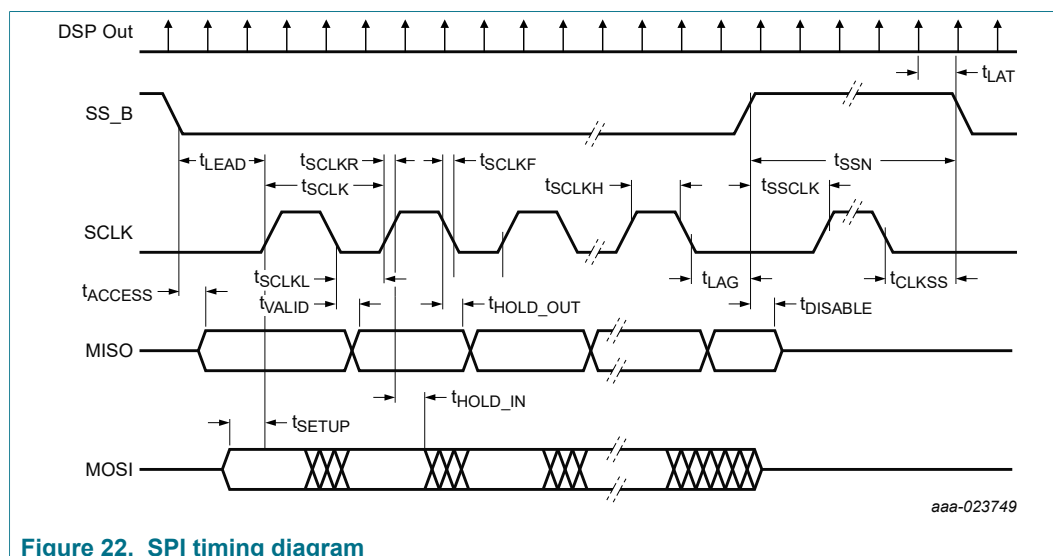 DSP Out
tLAT
SS_B
tLEAD
tSCLKR
tSCLKF
tSSN
tSCLK
tSCLKH
tSSCLK
SCLK
tSCLKL
tLAG
tCLKSS
tACCESS
tVALID
tHOLD_OUT
tDISABLE
MISO
tHOLD_IN
tSETUP
MOSI
aaa-023749
Figure 22. SPI timing diagram